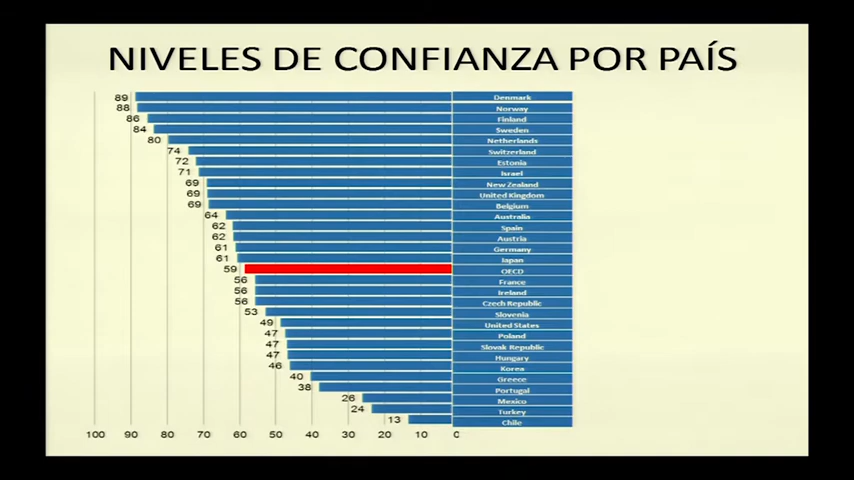 NIVELES DE CONFIANZA POR PAÍS
89 Denmark
88 Norway
86 Finland
84 Sweden
80 Netherlands
74 Switzerland
72 Estonia
71 Israel
69 New Zealand
69 United Kingdom
69 Belgium
64 Australia
62 Spain
62 Austria
61 Germany
61 Japan
59 OECD
56 France
56 Ireland
56 Czech Republic
53 Slovenia
49 United States
47 Poland
47 Slovak Republic
47 Hungary
46 Korea
40 Greece
38 Portugal
26 Mexico
24 Turkey
13 Chile
100 90 80 70 60 50 40 30 20 10 0